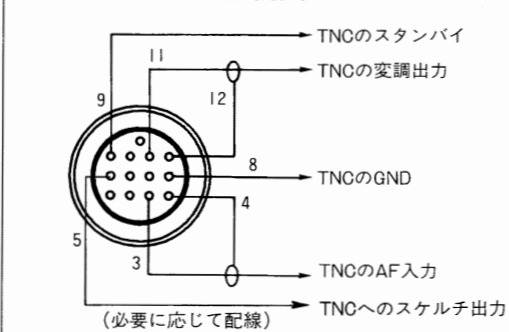 TNCのスタンバイ
11
TNCの変調出力
12
9
8
TNCのGND
4
5
3
TNCのAF入力
TNCへのスケルチ出力
(必要に応じて配線)